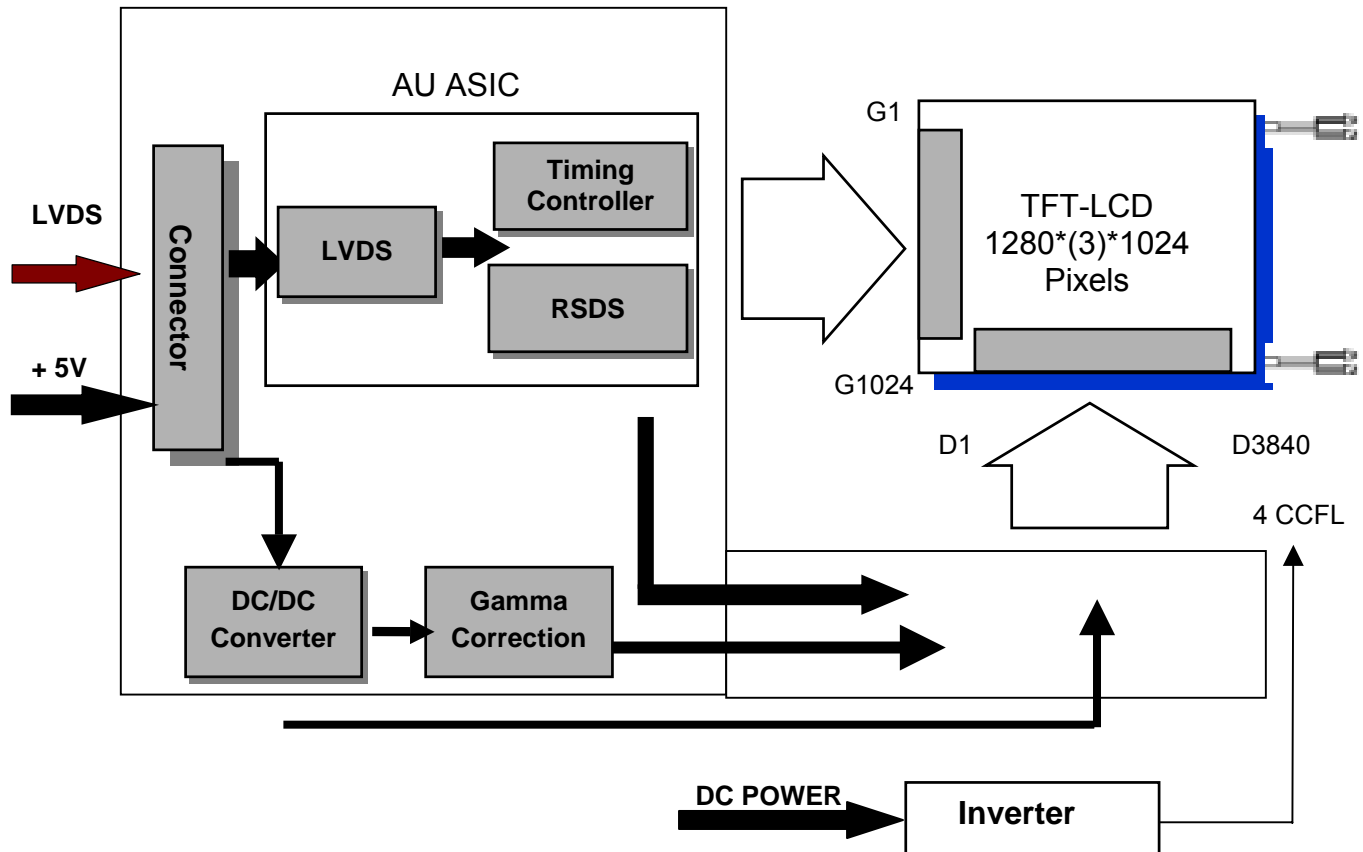 AU ASIC
G1
Timing
Controller
LVDS
Connector
LVDS
TFT-LCD
1280*(3)*1024
Pixels
RSDS
+ 5V
G1024
D1
D3840
4 CCFL
DC/DC
Converter
Gamma
Correction
DC POWER
Inverter